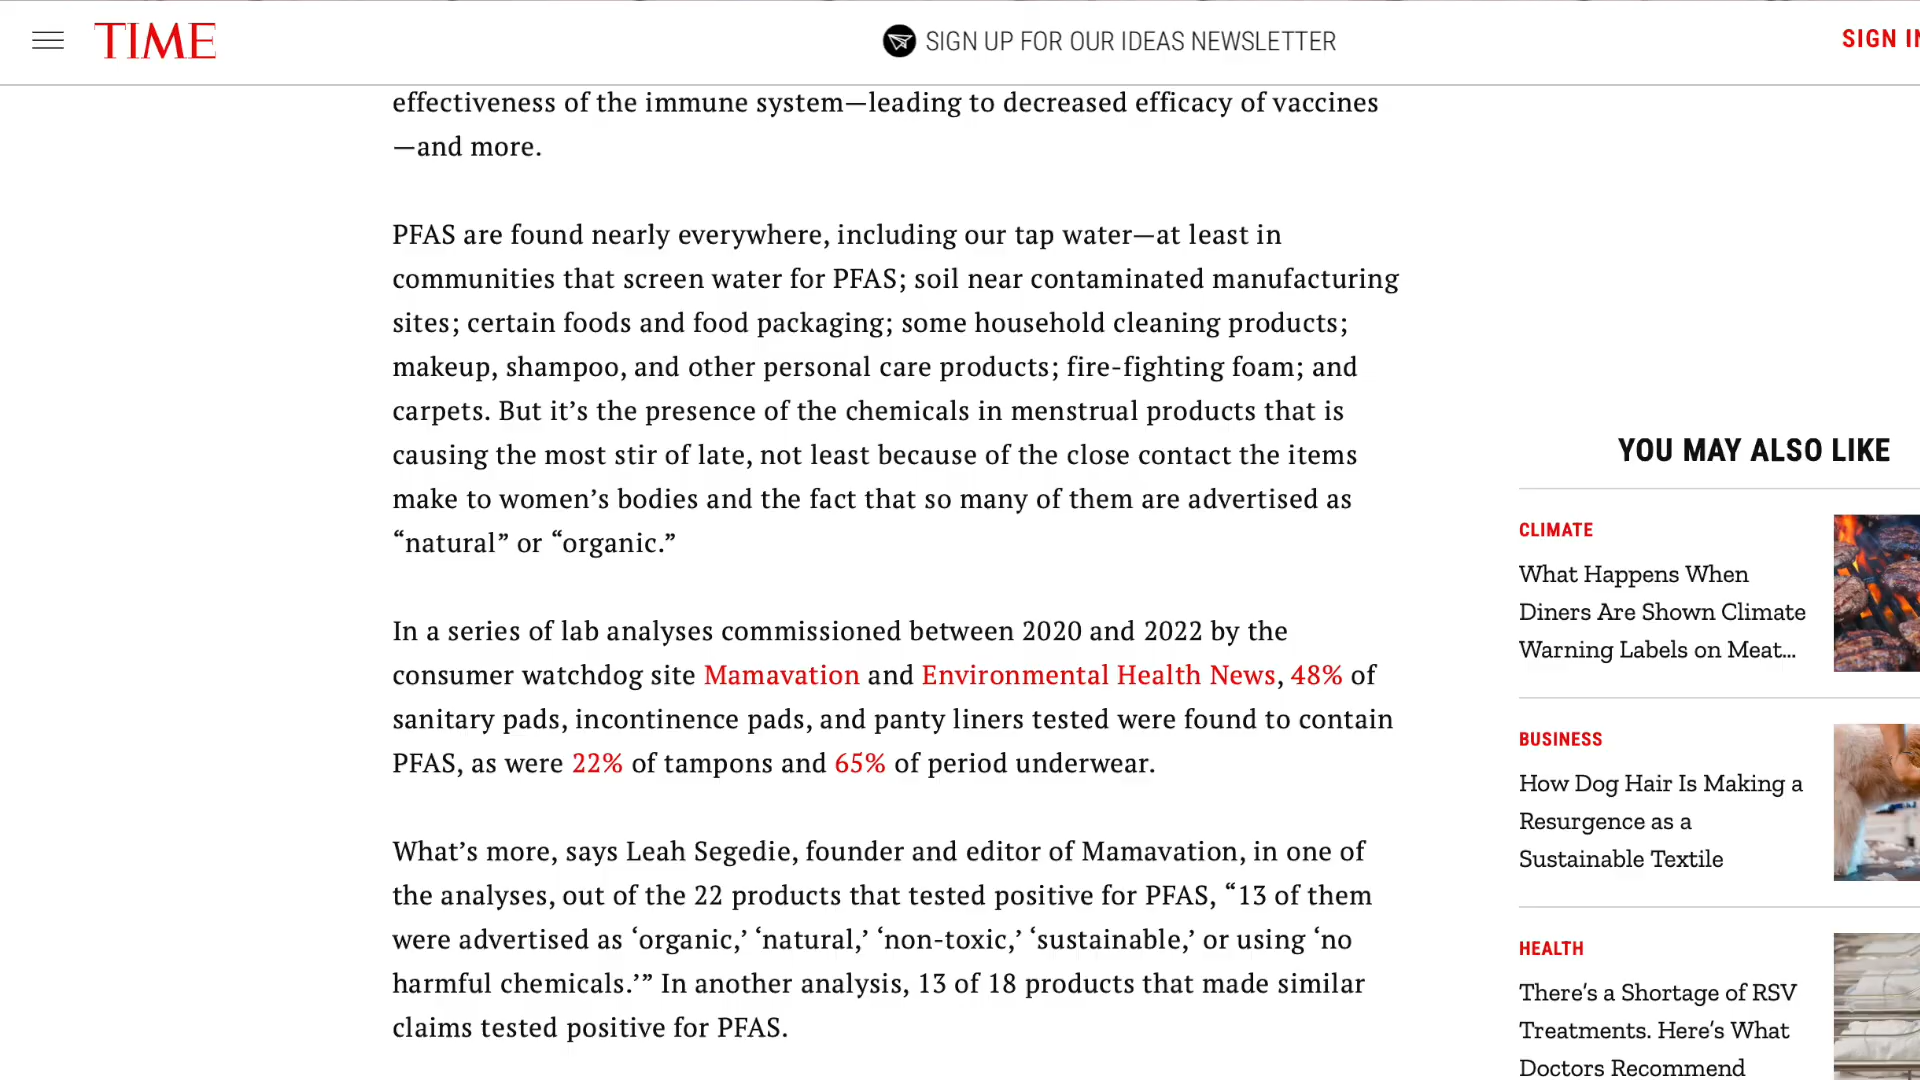 TIME
SIGN UP FOR OUR IDEAS NEWSLETTER
SIGN IN
effectiveness of the immune system—leading to decreased efficacy of vaccines
—and more.
PFAS are found nearly everywhere, including our tap water—at least in
communities that screen water for PFAS; soil near contaminated manufacturing
sites; certain foods and food packaging; some household cleaning products;
makeup, shampoo, and other personal care products; fire-fighting foam; and
carpets. But it’s the presence of the chemicals in menstrual products that is
causing the most stir of late, not least because of the close contact the items
make to women’s bodies and the fact that so many of them are advertised as
“natural” or “organic.”
In a series of lab analyses commissioned between 2020 and 2022 by the
consumer watchdog site Mamavation and Environmental Health News, 48% of
sanitary pads, incontinence pads, and panty liners tested were found to contain
PFAS, as were 22% of tampons and 65% of period underwear.
What’s more, says Leah Segedie, founder and editor of Mamavation, in one of
the analyses, out of the 22 products that tested positive for PFAS, “13 of them
were advertised as ‘organic,’ ‘natural,’ ‘non-toxic,’ ‘sustainable,’ or using ‘no
harmful chemicals.’” In another analysis, 13 of 18 products that made similar
claims tested positive for PFAS.
YOU MAY ALSO LIKE
CLIMATE
What Happens When
Diners Are Shown Climate
Warning Labels on Meat...
BUSINESS
How Dog Hair Is Making a
Resurgence as a
Sustainable Textile
HEALTH
There’s a Shortage of RSV
Treatments. Here’s What
Doctors Recommend